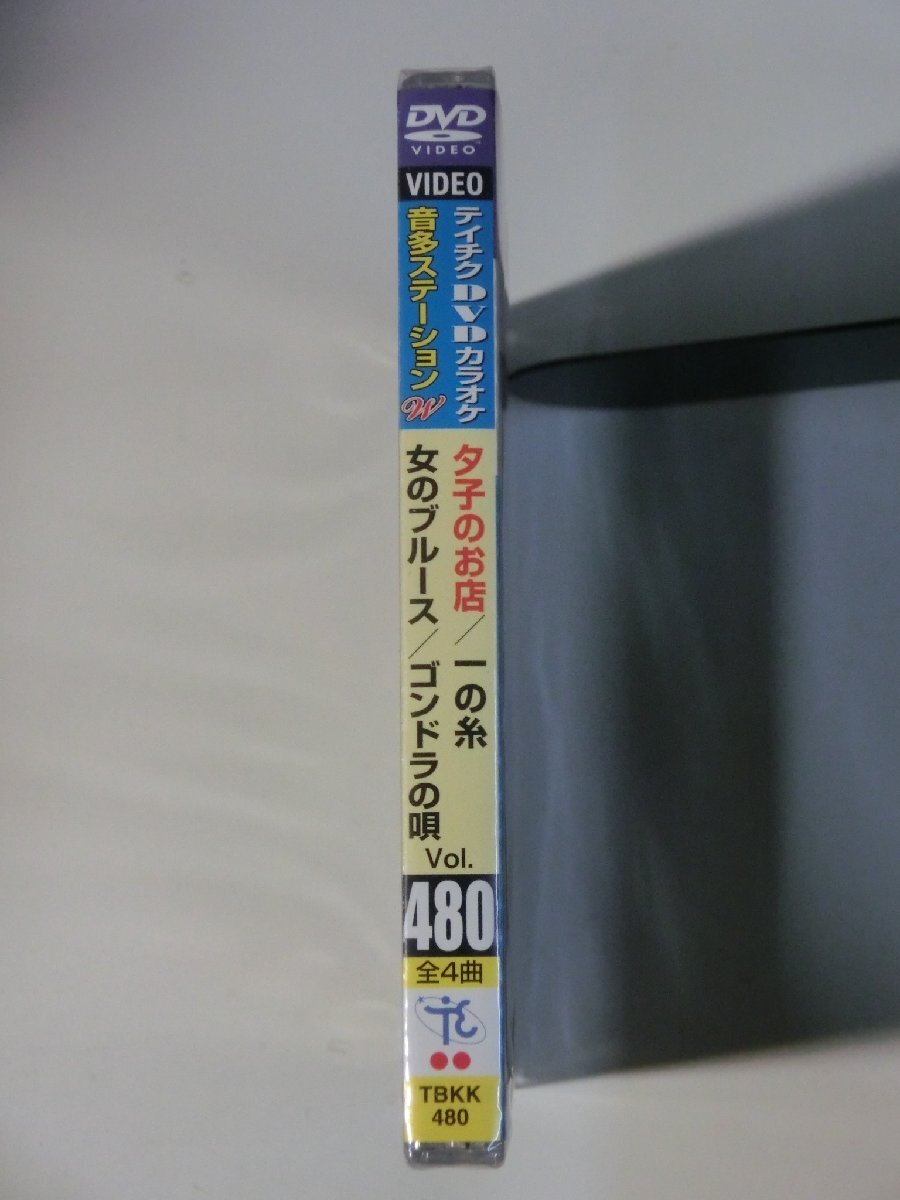 DVD
VIDEO
VIDEO
テイチクDVDカラオケ
音多ステーションW
夕子のお店／一の糸
女のブルース／ゴンドラの唄
Vol.
480
全4曲
TBKK
480